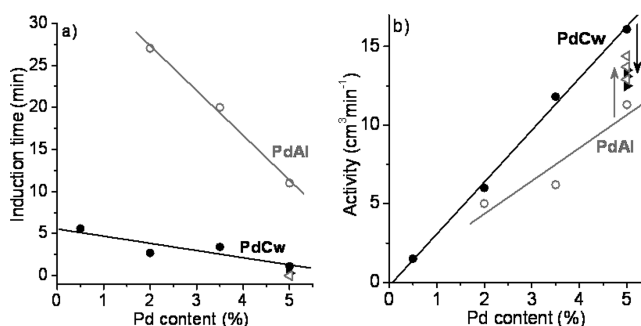 a)
Induction time (min)
30
25
20
15
10
5
0
PdAl
PdCw
0 1 2 3 4 5
Pd content (%)
b)
Activity (cm³min⁻¹)
15
10
5
0
PdCw
PdAl
0 1 2 3 4 5
Pd content (%)